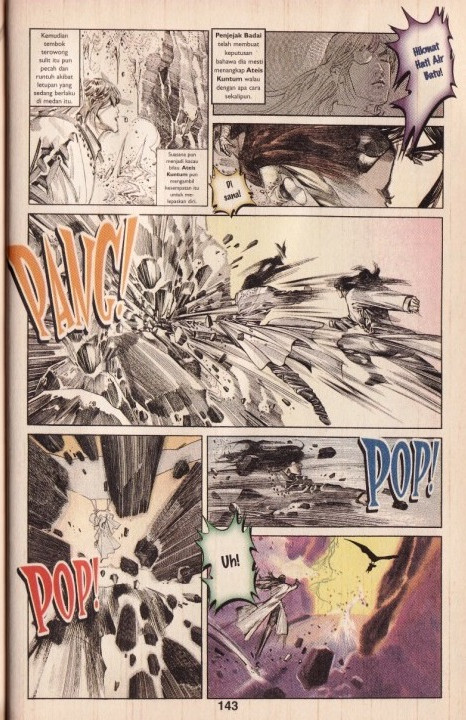 Kemudian
tembok
terowong
sulit itu pun
pecah dan
runtuh akibat
letupan yang
sedang berlaku
di medan itu.
Suasana pun
menjadi kacau
bilau. Ateis
Kuntum pun
mengambil
kesempatan itu
untuk me-
lepaskan diri.
Penjejak Badai
telah membuat
keputusan
bahawa dia mesti
menangkap Ateis
Kuntum walau
dengan apa cara
sekalipun.
Hikmat
Hati Air
Batu!
Di
sana!
PANG!
POP!
POP!
Uh!
143